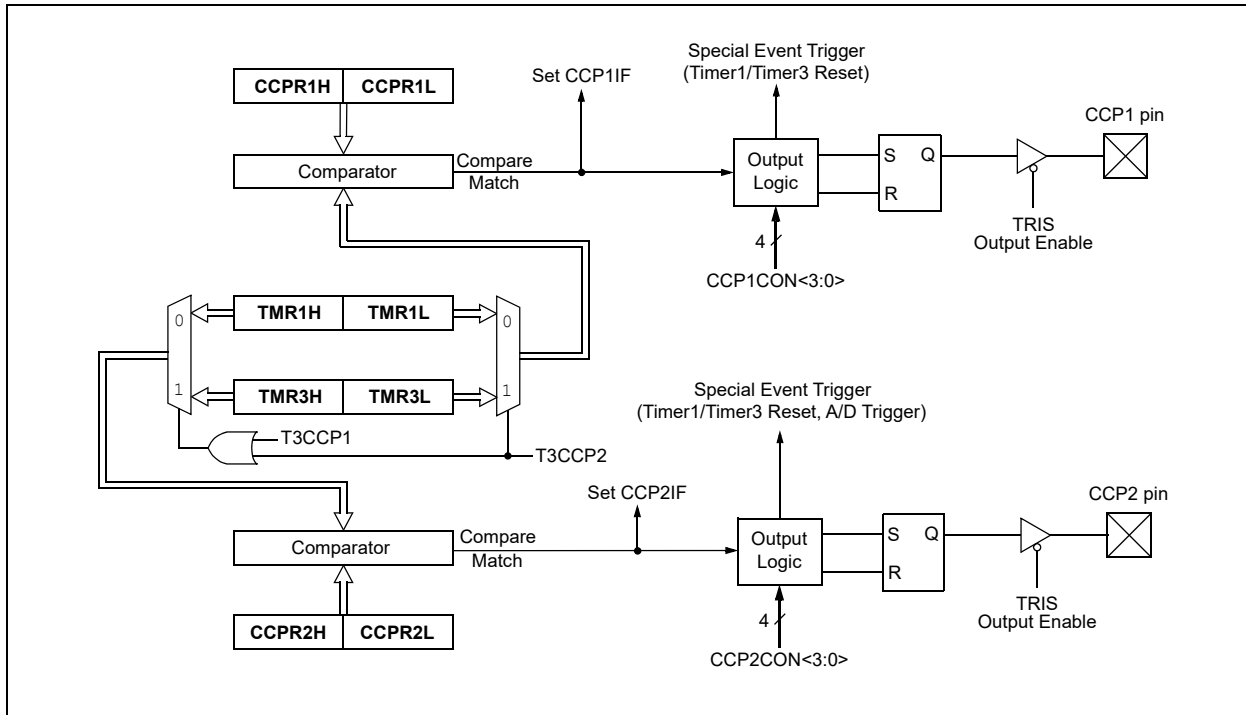 Special Event Trigger
(Timer1/Timer3 Reset)
Set CCP1IF
CCPR1H CCPR1L
CCP1 pin
Comparator
Compare
Match
Output
Logic
S Q
R
TRIS
Output Enable
4
CCP1CON<3:0>
0 TMR1H TMR1L 0
1 TMR3H TMR3L 1
T3CCP1
T3CCP2
Special Event Trigger
(Timer1/Timer3 Reset, A/D Trigger)
Set CCP2IF
CCP2 pin
Comparator
Compare
Match
Output
Logic
S Q
R
TRIS
Output Enable
4
CCPR2H CCPR2L
CCP2CON<3:0>